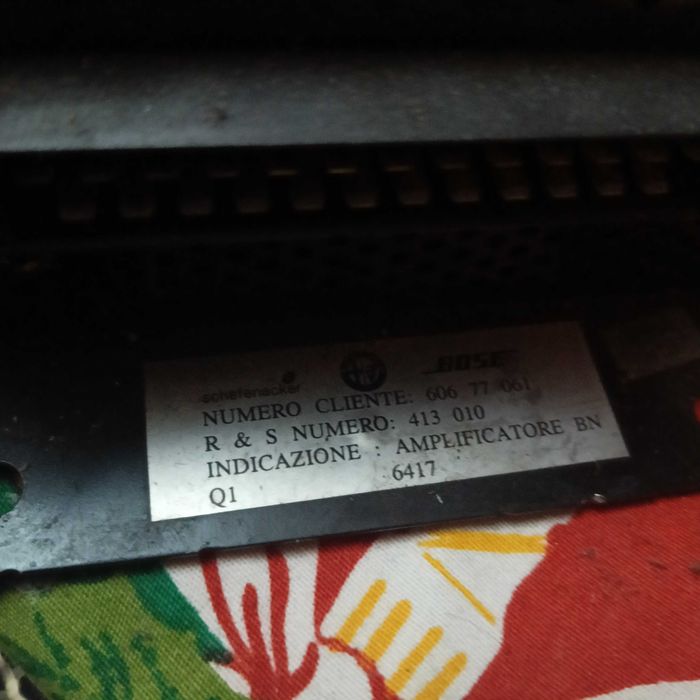 schefenacker BOSE
NUMERO CLIENTE: 606 77 061
R & S NUMERO: 413 010
INDICAZIONE : AMPLIFICATORE BN
Q1 6417